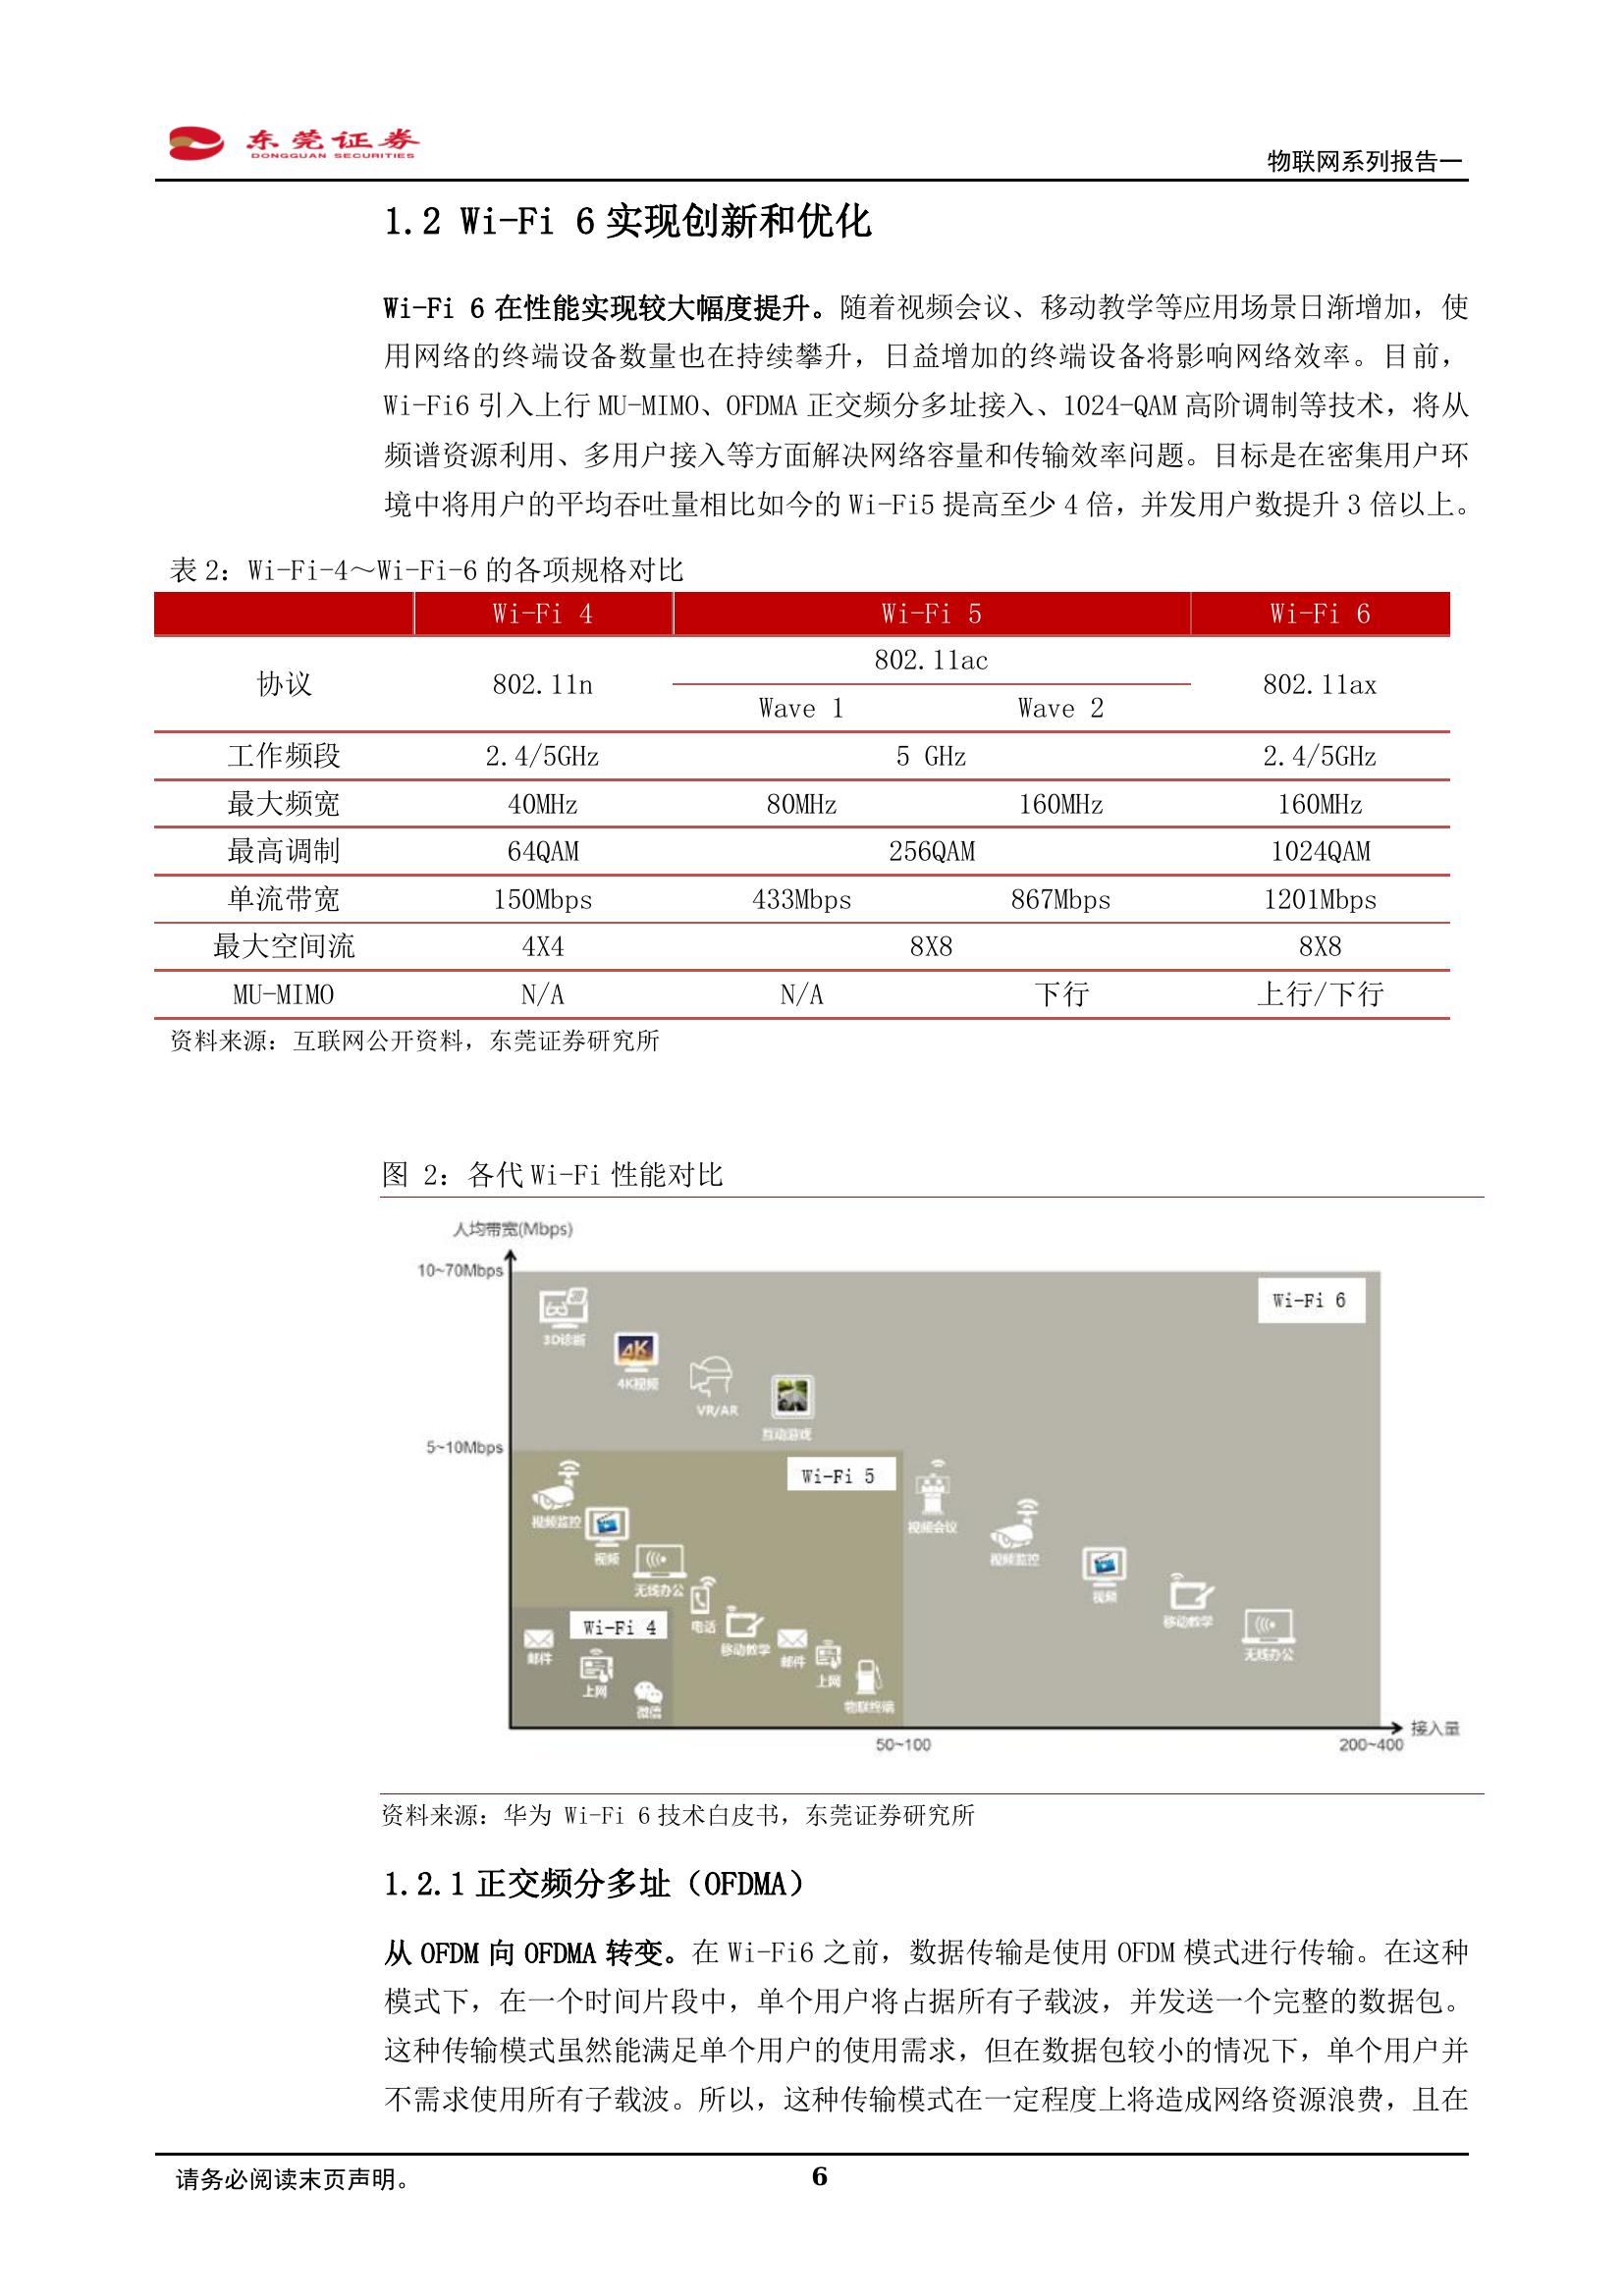 东莞证券
DONGGUAN SECURITIES
物联网系列报告一
1.2 Wi-Fi 6 实现创新和优化
Wi-Fi 6 在性能实现较大幅度提升。随着视频会议、移动教学等应用场景日渐增加，使
用网络的终端设备数量也在持续攀升，日益增加的终端设备将影响网络效率。目前，
Wi-Fi6 引入上行 MU-MIMO、OFDMA 正交频分多址接入、1024-QAM 高阶调制等技术，将从
频谱资源利用、多用户接入等方面解决网络容量和传输效率问题。目标是在密集用户环
境中将用户的平均吞吐量相比如今的 Wi-Fi5 提高至少 4 倍，并发用户数提升 3 倍以上。
表 2：Wi-Fi-4～Wi-Fi-6 的各项规格对比
Wi-Fi 4 Wi-Fi 5 Wi-Fi 6
协议 802.11n 802.11ac 802.11ax
Wave 1 Wave 2
工作频段 2.4/5GHz 5 GHz 2.4/5GHz
最大频宽 40MHz 80MHz 160MHz 160MHz
最高调制 64QAM 256QAM 1024QAM
单流带宽 150Mbps 433Mbps 867Mbps 1201Mbps
最大空间流 4X4 8X8 8X8
MU-MIMO N/A N/A 下行 上行/下行
资料来源：互联网公开资料，东莞证券研究所
图 2：各代 Wi-Fi 性能对比
人均带宽(Mbps)
10~70Mbps
Wi-Fi 6
3D诊断
4K
4K视频
VR/AR
互动游戏
5~10Mbps
Wi-Fi 5
视频监控
视频
无线办公
电话
移动教学
邮件
上网
物联终端
视频会议
视频监控
视频
移动教学
无线办公
Wi-Fi 4
邮件
上网
微信
接入量
50~100
200~400
资料来源：华为 Wi-Fi 6 技术白皮书，东莞证券研究所
1.2.1 正交频分多址（OFDMA）
从 OFDM 向 OFDMA 转变。在 Wi-Fi6 之前，数据传输是使用 OFDM 模式进行传输。在这种
模式下，在一个时间片段中，单个用户将占据所有子载波，并发送一个完整的数据包。
这种传输模式虽然能满足单个用户的使用需求，但在数据包较小的情况下，单个用户并
不需求使用所有子载波。所以，这种传输模式在一定程度上将造成网络资源浪费，且在
请务必阅读末页声明。
6